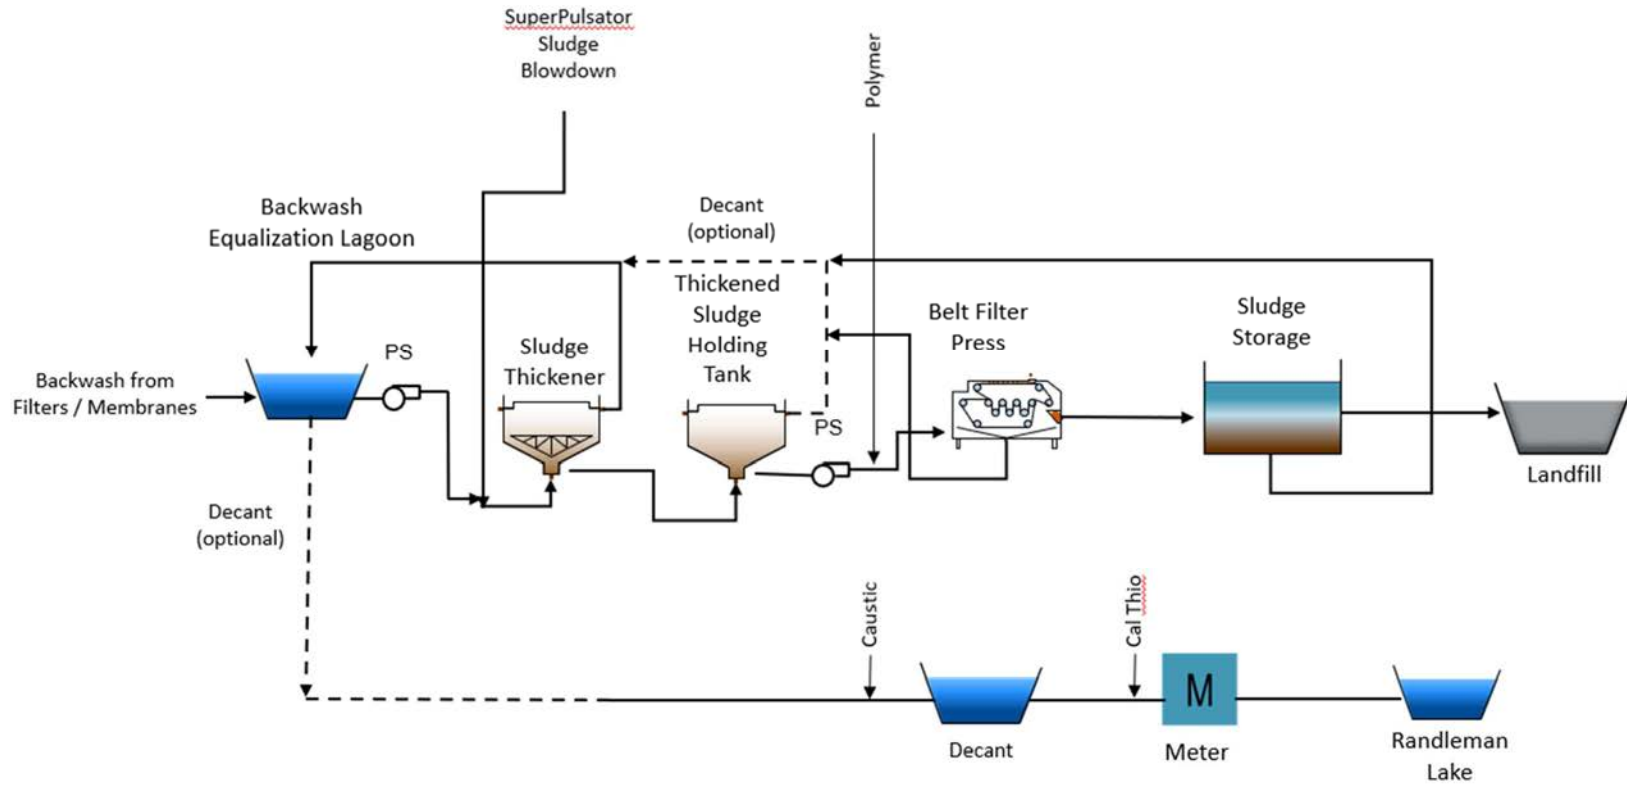 SuperPulsator
Sludge
Blowdown
Polymer
Backwash
Equalization Lagoon
Decant
(optional)
Thickened
Sludge
Holding
Tank
Belt Filter
Press
Sludge
Storage
PS
Sludge
Thickener
Backwash from
Filters / Membranes
PS
Landfill
Decant
(optional)
Caustic
Cal Thio
M
Decant
Meter
Randleman
Lake